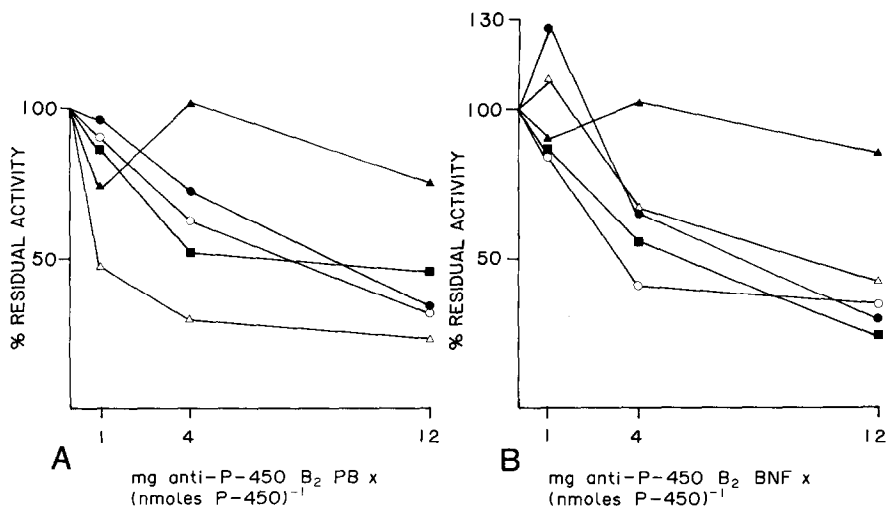 100
50
% RESIDUAL ACTIVITY
1
4
12
A
mg anti-P-450 B₂ PB x
(nmoles P-450)⁻¹
130
100
50
% RESIDUAL ACTIVITY
1
4
12
B
mg anti-P-450 B₂ BNF x
(nmoles P-450)⁻¹